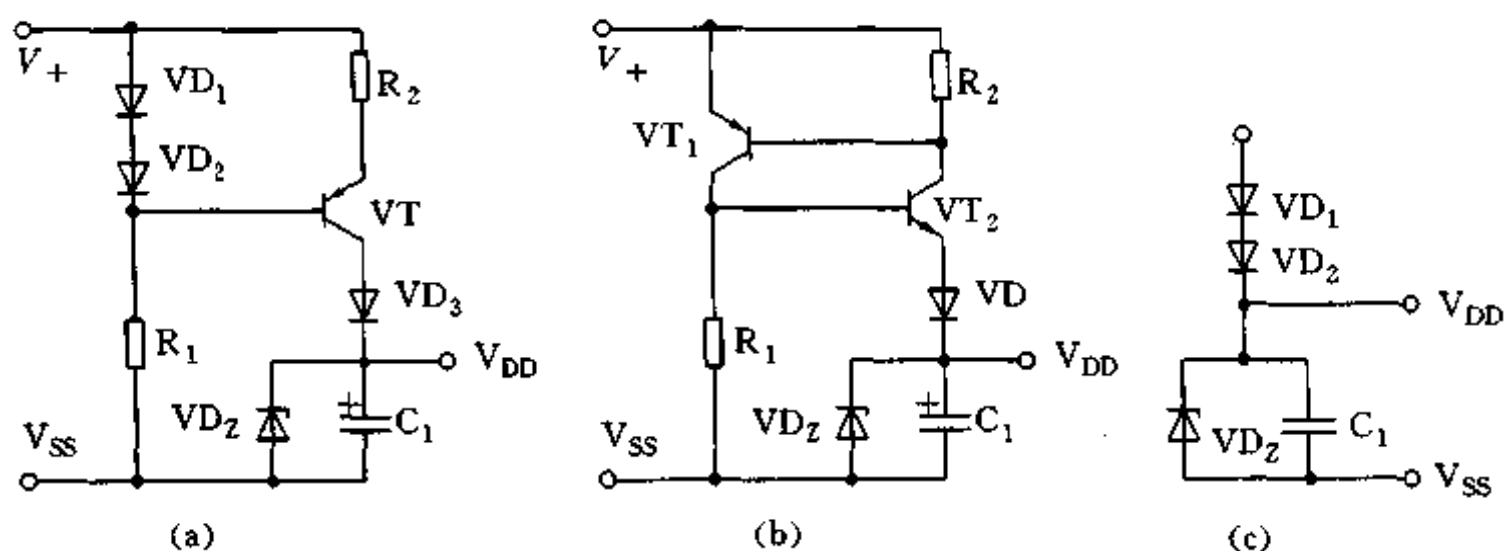 V+
VD1
R2
VD2
VT
VD3
R1
VDD
VDZ
+
C1
VSS
(a)
V+
R2
VT1
VT2
VD
R1
VDD
VDZ
+
C1
VSS
(b)
VD1
VD2
VDD
VDZ
C1
VSS
(c)